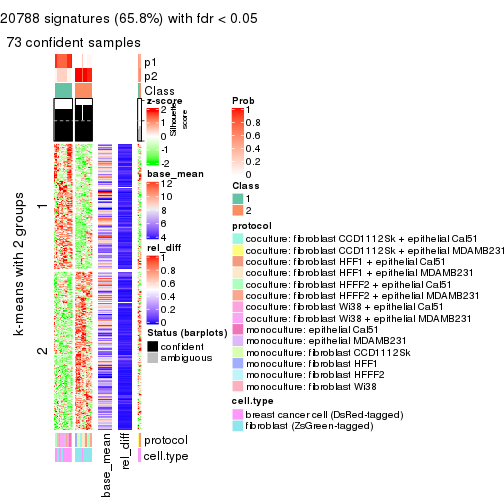 20788 signatures (65.8%) with fdr < 0.05
73 confident samples
p1
p2
Class
Silhouette score
k-means with 2 groups
1
2
protocol
cell.type
base_mean
rel_diff
z-score
2
1
0
-1
-2
base_mean
12
10
8
6
4
rel_diff
1
0.8
0.6
0.4
0.2
0
Status (barplots)
confident
ambiguous
Prob
1
0.8
0.6
0.4
0.2
0
Class
1
2
protocol
coculture: fibroblast CCD1112Sk + epithelial Cal51
coculture: fibroblast CCD1112Sk + epithelial MDAMB231
coculture: fibroblast HFF1 + epithelial Cal51
coculture: fibroblast HFF1 + epithelial MDAMB231
coculture: fibroblast HFFF2 + epithelial Cal51
coculture: fibroblast HFFF2 + epithelial MDAMB231
coculture: fibroblast Wi38 + epithelial Cal51
coculture: fibroblast Wi38 + epithelial MDAMB231
monoculture: epithelial Cal51
monoculture: epithelial MDAMB231
monoculture: fibroblast CCD1112Sk
monoculture: fibroblast HFF1
monoculture: fibroblast HFFF2
monoculture: fibroblast Wi38
cell.type
breast cancer cell (DsRed-tagged)
fibroblast (ZsGreen-tagged)